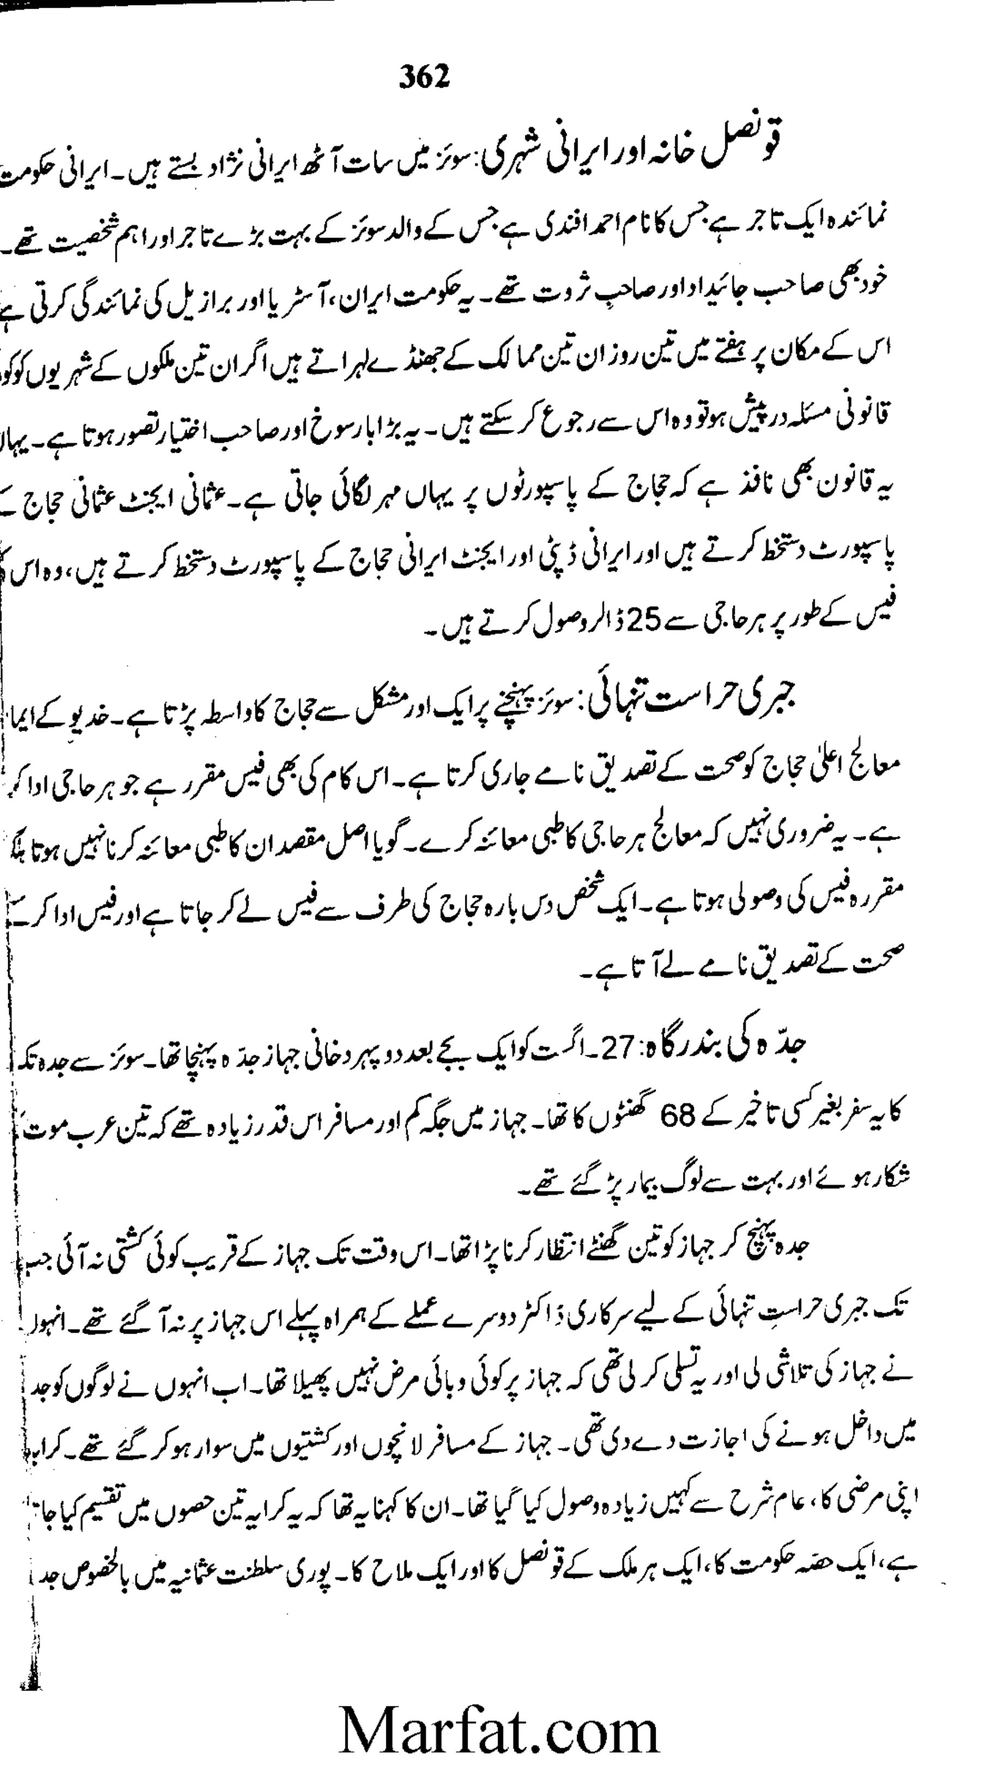 362
قونصل خانہ اور ایرانی شہری: سوئز میں سات آٹھ ایرانی نژاد بستے ہیں۔ ایرانی حکومت
نمائندہ ایک تاجر ہے جس کا نام احمد افندی ہے جس کے والد سوئز کے بہت بڑے تاجر اور اہم شخصیت تھے۔
خود بھی صاحب جائیداد اور صاحبِ ثروت تھے۔ یہ حکومت ایران، آسٹریا اور برازیل کی نمائندگی کرتی ہے
اس کے مکان پر ہفتے میں تین روز ان تین ممالک کے جھنڈے لہراتے ہیں اگر ان تین ملکوں کے شہریوں کو
قانونی مسئلہ درپیش ہو تو وہ اس سے رجوع کر سکتے ہیں۔ یہ بڑا بارسوخ اور صاحب اختیار تصور ہوتا ہے۔ یہاں
یہ قانون بھی نافذ ہے کہ حجاج کے پاسپورٹوں پر یہاں مہر لگائی جاتی ہے۔ عثمانی ایجنٹ عثمانی حجاج کے
پاسپورٹ دستخط کرتے ہیں اور ایرانی ڈپٹی اور ایجنٹ ایرانی حجاج کے پاسپورٹ دستخط کرتے ہیں، وہ اس
فیس کے طور پر ہر حاجی سے 25 ڈالر وصول کرتے ہیں۔
جبری حراست تنہائی: سوئز پہنچنے پر ایک اور مشکل سے حجاج کا واسطہ پڑتا ہے۔ خدیو کے ایما
معالج اعلیٰ حجاج کو صحت کے تصدیق نامے جاری کرتا ہے۔ اس کام کی بھی فیس مقرر ہے جو ہر حاجی ادا کر
ہے۔ یہ ضروری نہیں کہ معالج ہر حاجی کا طبی معائنہ کرے۔ گویا اصل مقصد ان کا طبی معائنہ کرنا نہیں ہوتا
مقررہ فیس کی وصولی ہوتا ہے۔ ایک شخص دس بارہ حجاج کی طرف سے فیس لے کر جاتا ہے اور فیس ادا کر کے
صحت کے تصدیق نامے لے آتا ہے۔
جدّہ کی بندرگاہ: 27۔ اگست کو ایک بجے بعد دوپہر دخانی جہاز جدّہ پہنچا تھا۔ سوئز سے جدہ تک
کا یہ سفر بغیر کسی تاخیر کے 68 گھنٹوں کا تھا۔ جہاز میں جگہ کم اور مسافر اس قدر زیادہ تھے کہ تین عرب موت
شکار ہوئے اور بہت سے لوگ بیمار پڑ گئے تھے۔
جدہ پہنچ کر جہاز کو تین گھنٹے انتظار کرنا پڑا تھا۔ اس وقت تک جہاز کے قریب کوئی کشتی نہ آئی جب
تک جبری حراستِ تنہائی کے لیے سرکاری ڈاکٹر دوسرے عملے کے ہمراہ پہلے اس جہاز پر نہ آ گئے تھے۔ انہوں
نے جہاز کی تلاشی لی اور یہ تسلی کر لی تھی کہ جہاز پر کوئی وبائی مرض نہیں پھیلا تھا۔ اب انہوں نے لوگوں کو جد
میں داخل ہونے کی اجازت دے دی تھی۔ جہاز کے مسافر لانچوں اور کشتیوں میں سوار ہو کر گئے تھے۔ کرایہ
اپنی مرضی کا، عام شرح سے کہیں زیادہ وصول کیا گیا تھا۔ ان کا کہنا یہ تھا کہ یہ کرایہ تین حصوں میں تقسیم کیا جاتا
ہے، ایک حصّہ حکومت کا، ایک ہر ملک کے قونصل کا اور ایک ملاح کا۔ پوری سلطنت عثمانیہ میں بالخصوص جد
Marfat.com